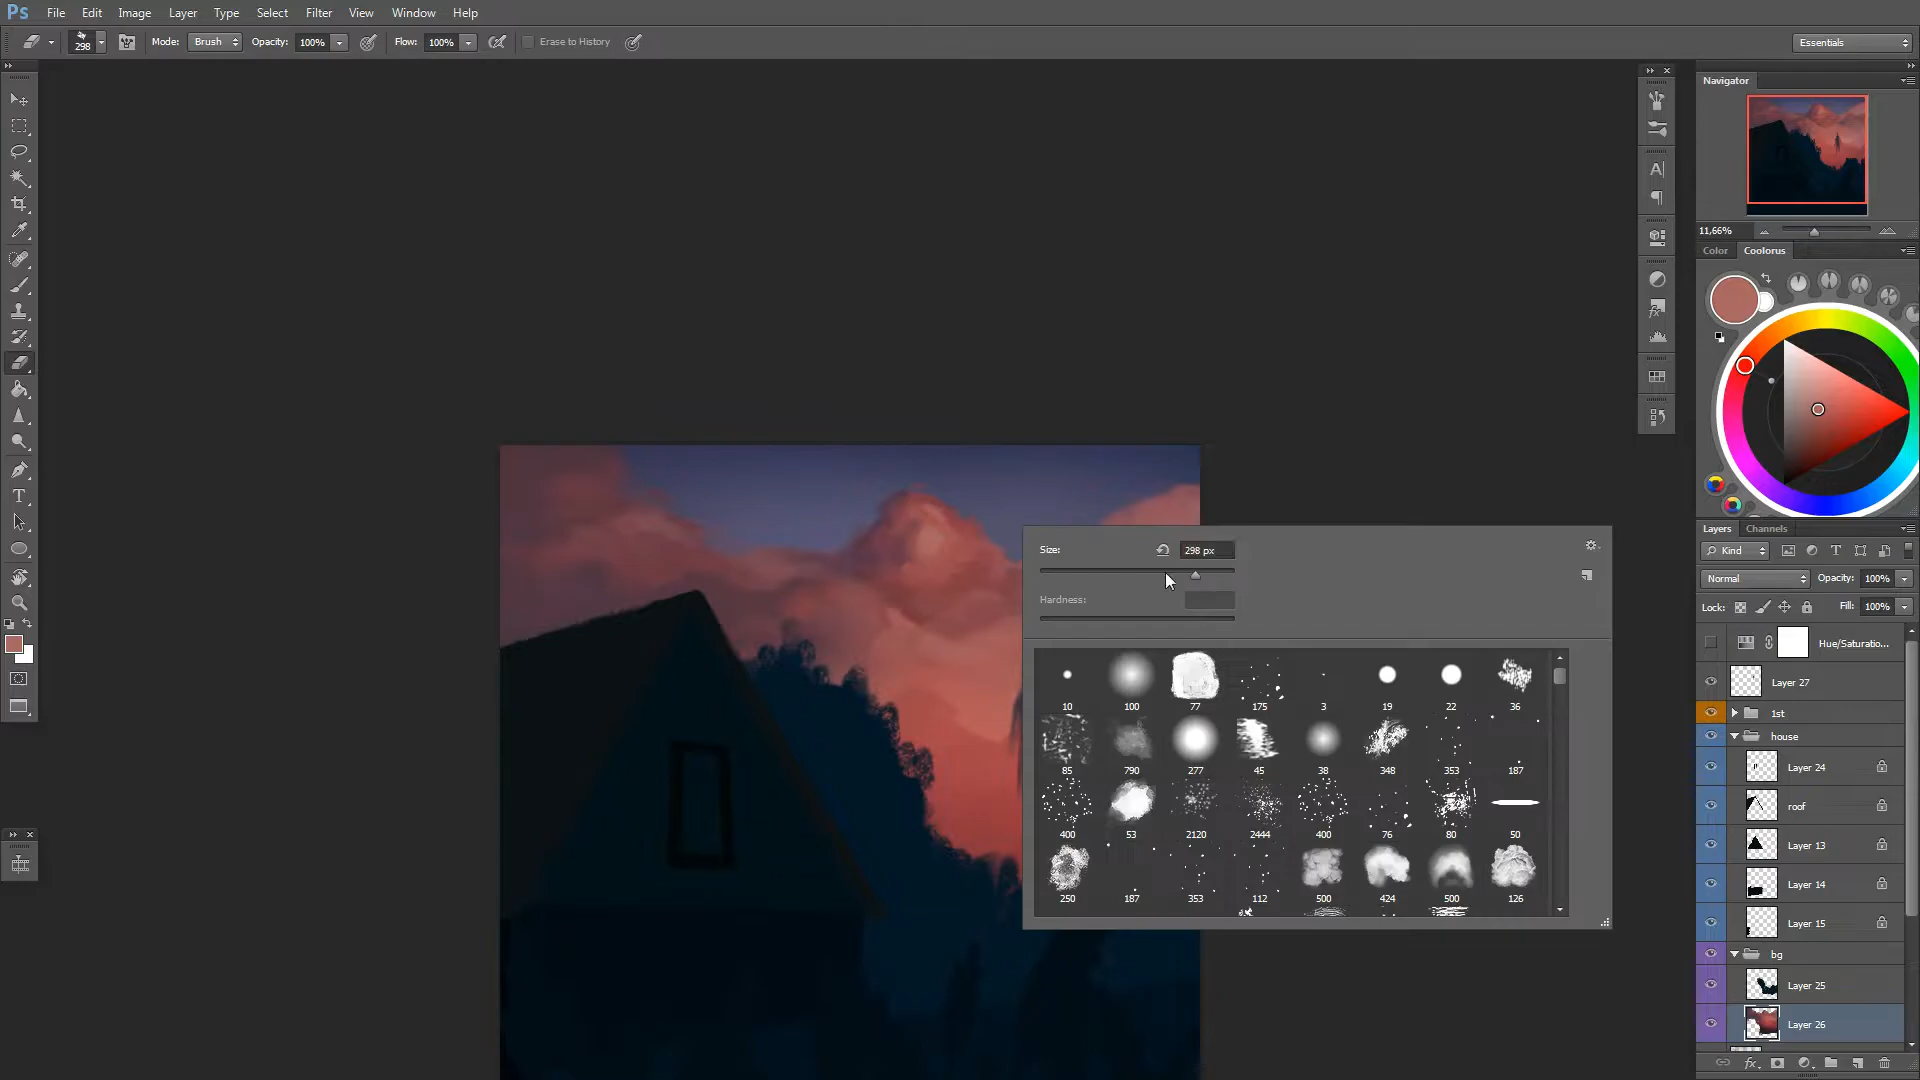 Ps File Edit Image Layer Type Select Filter View Window Help
298 Mode: Brush Opacity: 100% Flow: 100% Erase to History Essentials
Navigator
11,66%
Color Coolorus
Layers Channels
Kind
Normal Opacity: 100%
Lock: Fill: 100%
Hue/Saturatio...
Layer 27
1st
house
Layer 24
roof
Layer 13
Layer 14
Layer 15
bg
Layer 25
Layer 26
Size: 298 px
Hardness:
10 100 77 175 3 19 22 36
85 790 277 45 38 348 353 187
400 53 2120 2444 400 76 80 50
250 187 353 112 500 424 500 126